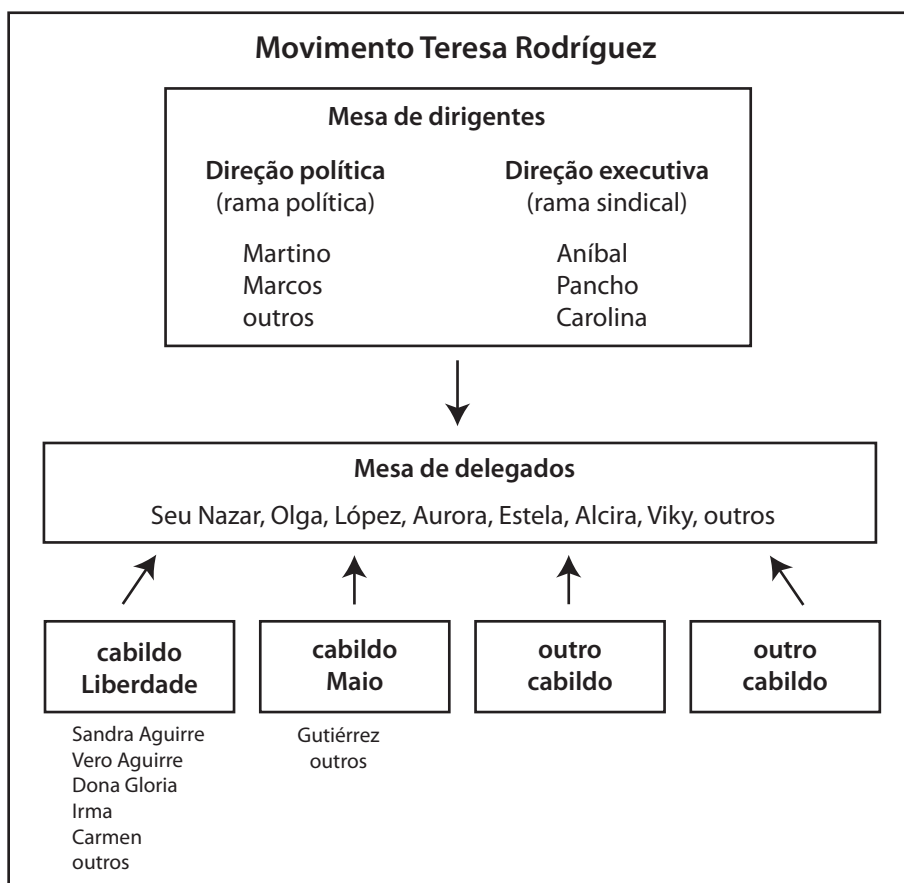 Movimento Teresa Rodríguez
Mesa de dirigentes
Direção política
(rama política)
Martino
Marcos
outros
Direção executiva
(rama sindical)
Aníbal
Pancho
Carolina
Mesa de delegados
Seu Nazar, Olga, López, Aurora, Estela, Alcira, Viky, outros
cabildo
Liberdade
Sandra Aguirre
Vero Aguirre
Dona Gloria
Irma
Carmen
outros
cabildo
Maio
Gutiérrez
outros
outro
cabildo
outro
cabildo